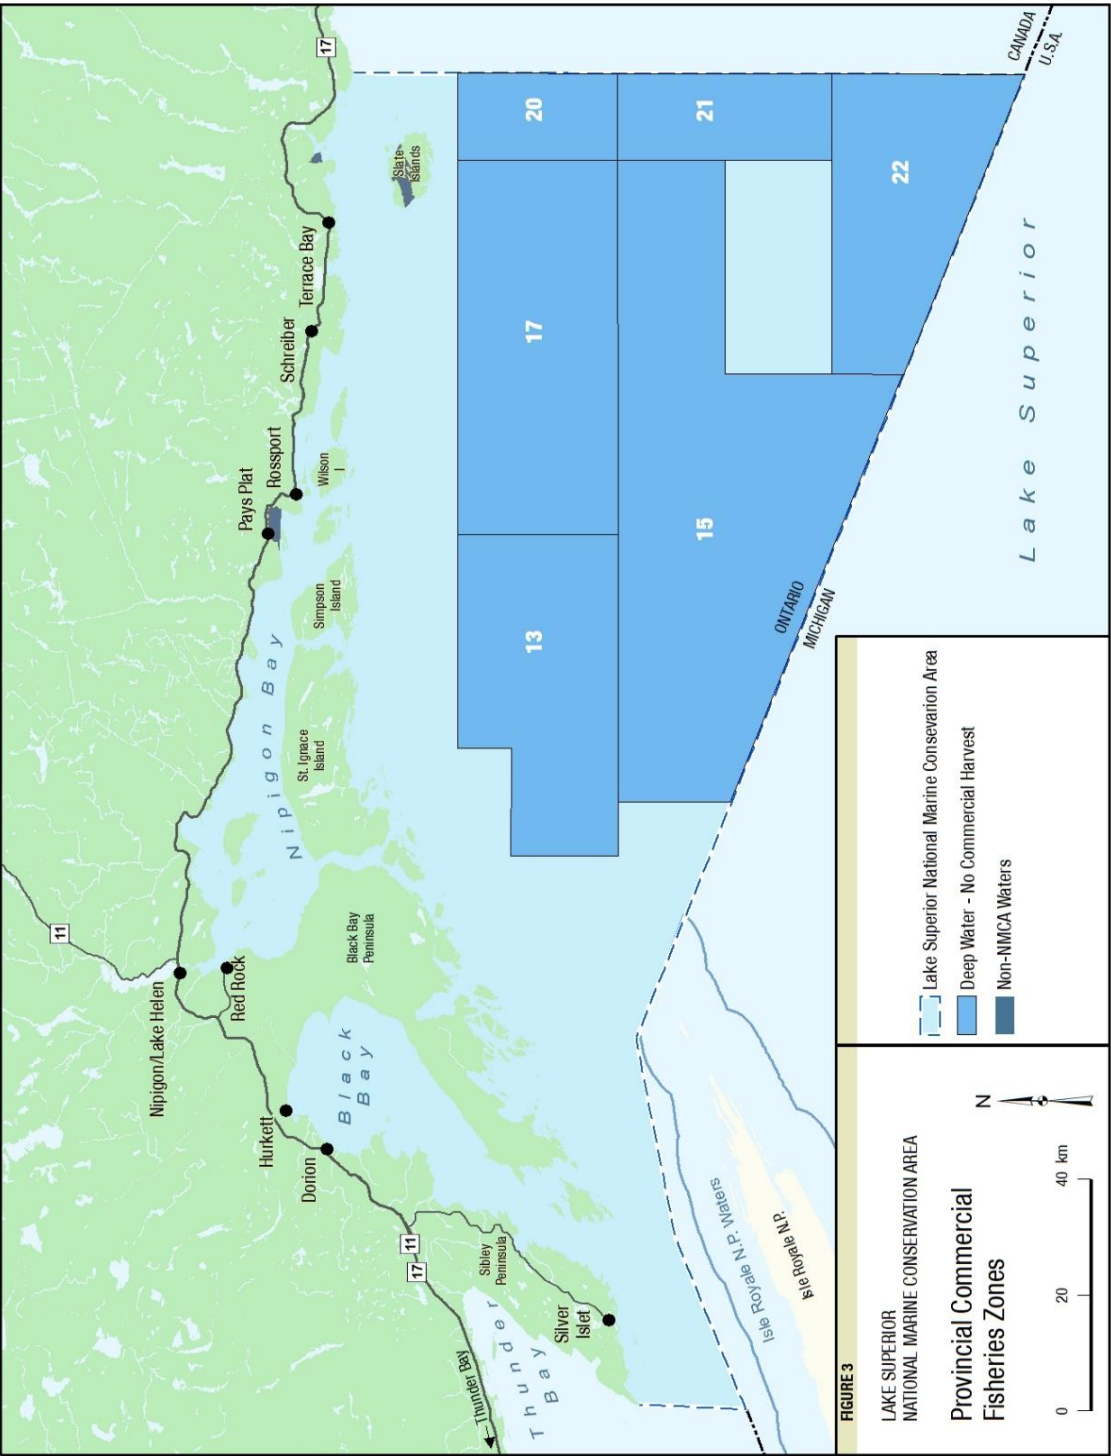 11
17
Nipigon/Lake Helen
Red Rock
Hurkett
Dorion
Pays Plat
Rossport
Schreiber
Terrace Bay
Nipigon Bay
St. Ignace
Island
Simpson
Island
Wilson
I
Slate
Islands
Black Bay
Peninsula
Black
Bay
11
17
Sibley
Peninsula
Thunder Bay
Thunder
Bay
Silver
Islet
13
17
20
15
21
22
ONTARIO
MICHIGAN
CANADA
U.S.A.
Lake Superior
Isle Royale N.P. Waters
Isle Royale N.P.
FIGURE 3
LAKE SUPERIOR
NATIONAL MARINE CONSERVATION AREA
Provincial Commercial
Fisheries Zones
N
0 20 40 km
Lake Superior National Marine Consevarion Area
Deep Water - No Commercial Harvest
Non-NMCA Waters